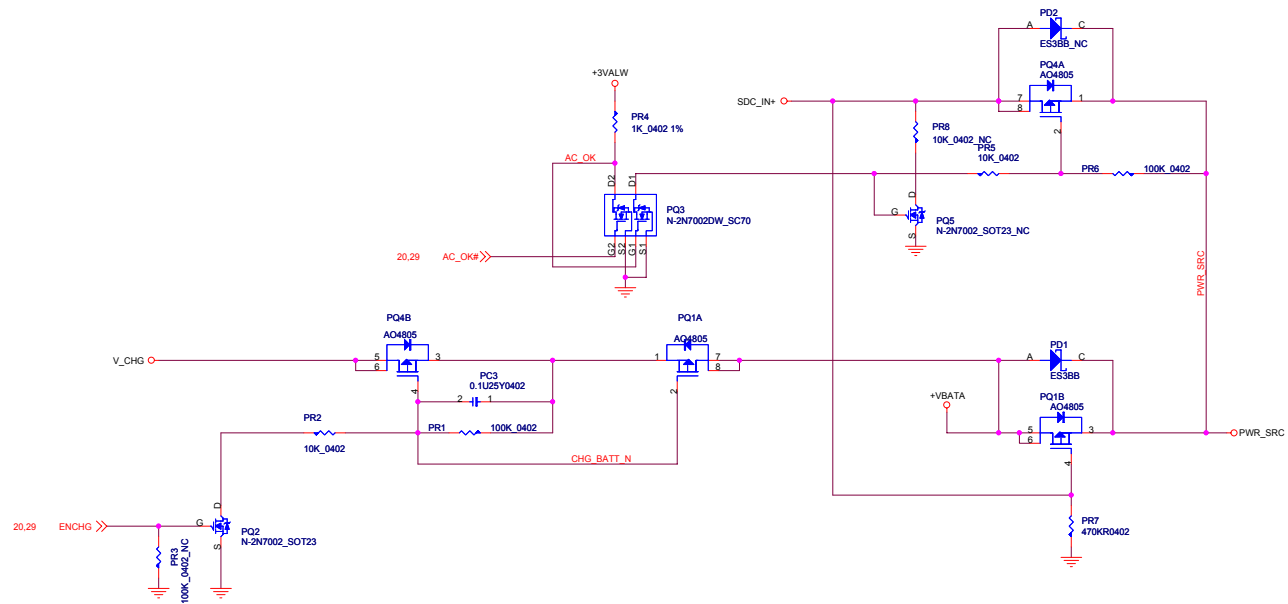 PD2
A
C
ES3BB_NC
PQ4A
AO4805
+3VALW
SDC_IN+
7
8
1
2
PR4
1K_0402 1%
PR8
10K_0402_NC
PR5
10K_0402
PR6
100K_0402
AC_OK
D2
D1
PQ3
N-2N7002DW_SC70
G2
S2
G1
S1
D
G
S
PQ5
N-2N7002_SOT23_NC
20,29
AC_OK#
PWR_SRC
PQ4B
AO4805
PQ1A
AO4805
V_CHG
5
6
3
4
1
7
8
2
PD1
A
C
ES3BB
PC3
0.1U25Y0402
2
1
+VBATA
PQ1B
AO4805
5
6
3
4
PWR_SRC
PR2
10K_0402
PR1
100K_0402
CHG_BATT_N
20,29
ENCHG
D
G
S
PQ2
N-2N7002_SOT23
PR3
100K_0402_NC
PR7
470KR0402